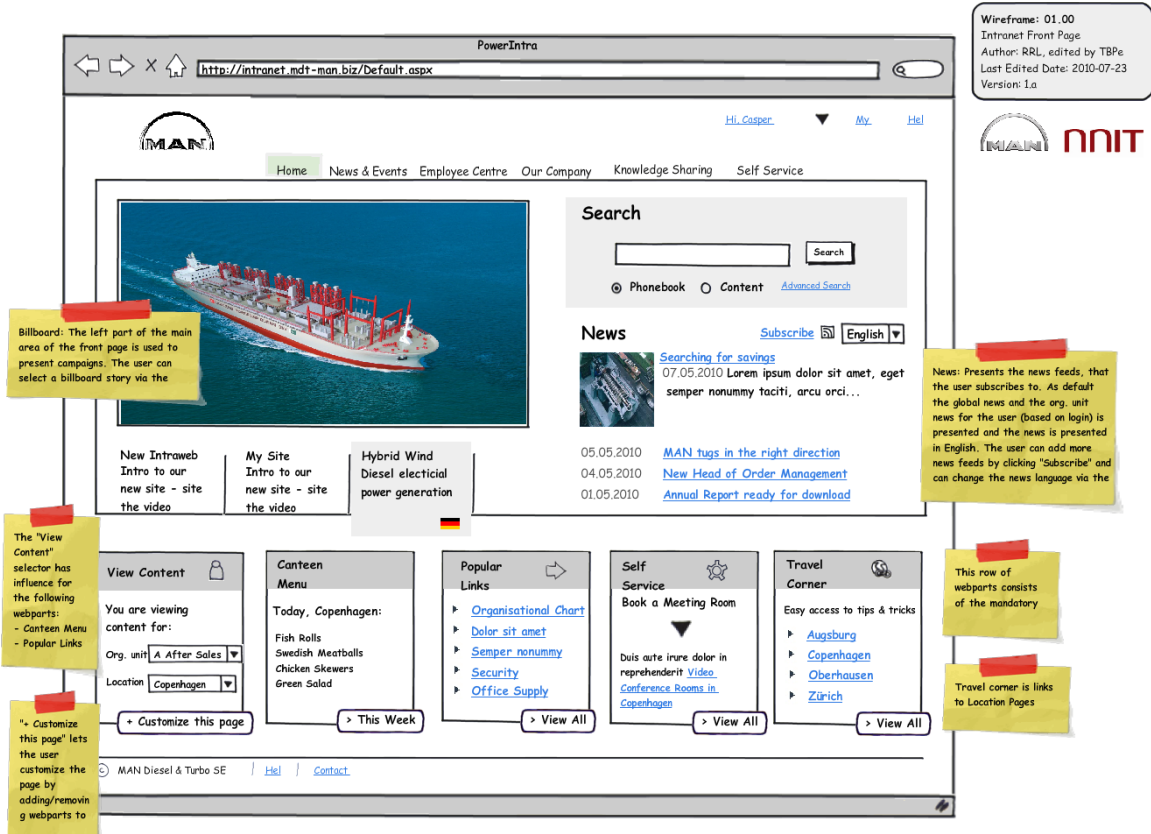 Wireframe: 01.00
Intranet Front Page
Author: RRL, edited by TBPe
Last Edited Date: 2010-07-23
Version: 1.a
MAN
NNIT
PowerIntra
http://intranet.mdt-man.biz/Default.aspx
MAN
Hi, Casper
My
Hel
Home
News & Events
Employee Centre
Our Company
Knowledge Sharing
Self Service
Search
Search
Phonebook
Content
Advanced Search
News
Subscribe
English
Searching for savings
07.05.2010 Lorem ipsum dolor sit amet, eget
semper nonummy taciti, arcu orci...
05.05.2010 MAN tugs in the right direction
04.05.2010 New Head of Order Management
01.05.2010 Annual Report ready for download
New Intraweb
Intro to our
new site - site
the video
My Site
Intro to our
new site - site
the video
Hybrid Wind
Diesel electicial
power generation
View Content
You are viewing
content for:
Org. unit A After Sales
Location Copenhagen
+ Customize this page
Canteen
Menu
Today, Copenhagen:
Fish Rolls
Swedish Meatballs
Chicken Skewers
Green Salad
> This Week
Popular
Links
Organisational Chart
Dolor sit amet
Semper nonummy
Security
Office Supply
> View All
Self
Service
Book a Meeting Room
Duis aute irure dolor in
reprehenderit Video
Conference Rooms in
Copenhagen
> View All
Travel
Corner
Easy access to tips & tricks
Augsburg
Copenhagen
Oberhausen
Zürich
> View All
© MAN Diesel & Turbo SE
Hel
Contact
Billboard: The left part of the main
area of the front page is used to
present campaigns. The user can
select a billboard story via the
The "View
Content"
selector has
influence for
the following
webparts:
- Canteen Menu
- Popular Links
"+ Customize
this page" lets
the user
customize the
page by
adding/removin
g webparts to
News: Presents the news feeds, that
the user subscribes to. As default
the global news and the org. unit
news for the user (based on login) is
presented and the news is presented
in English. The user can add more
news feeds by clicking "Subscribe" and
can change the news language via the
This row of
webparts consists
of the mandatory
Travel corner is links
to Location Pages